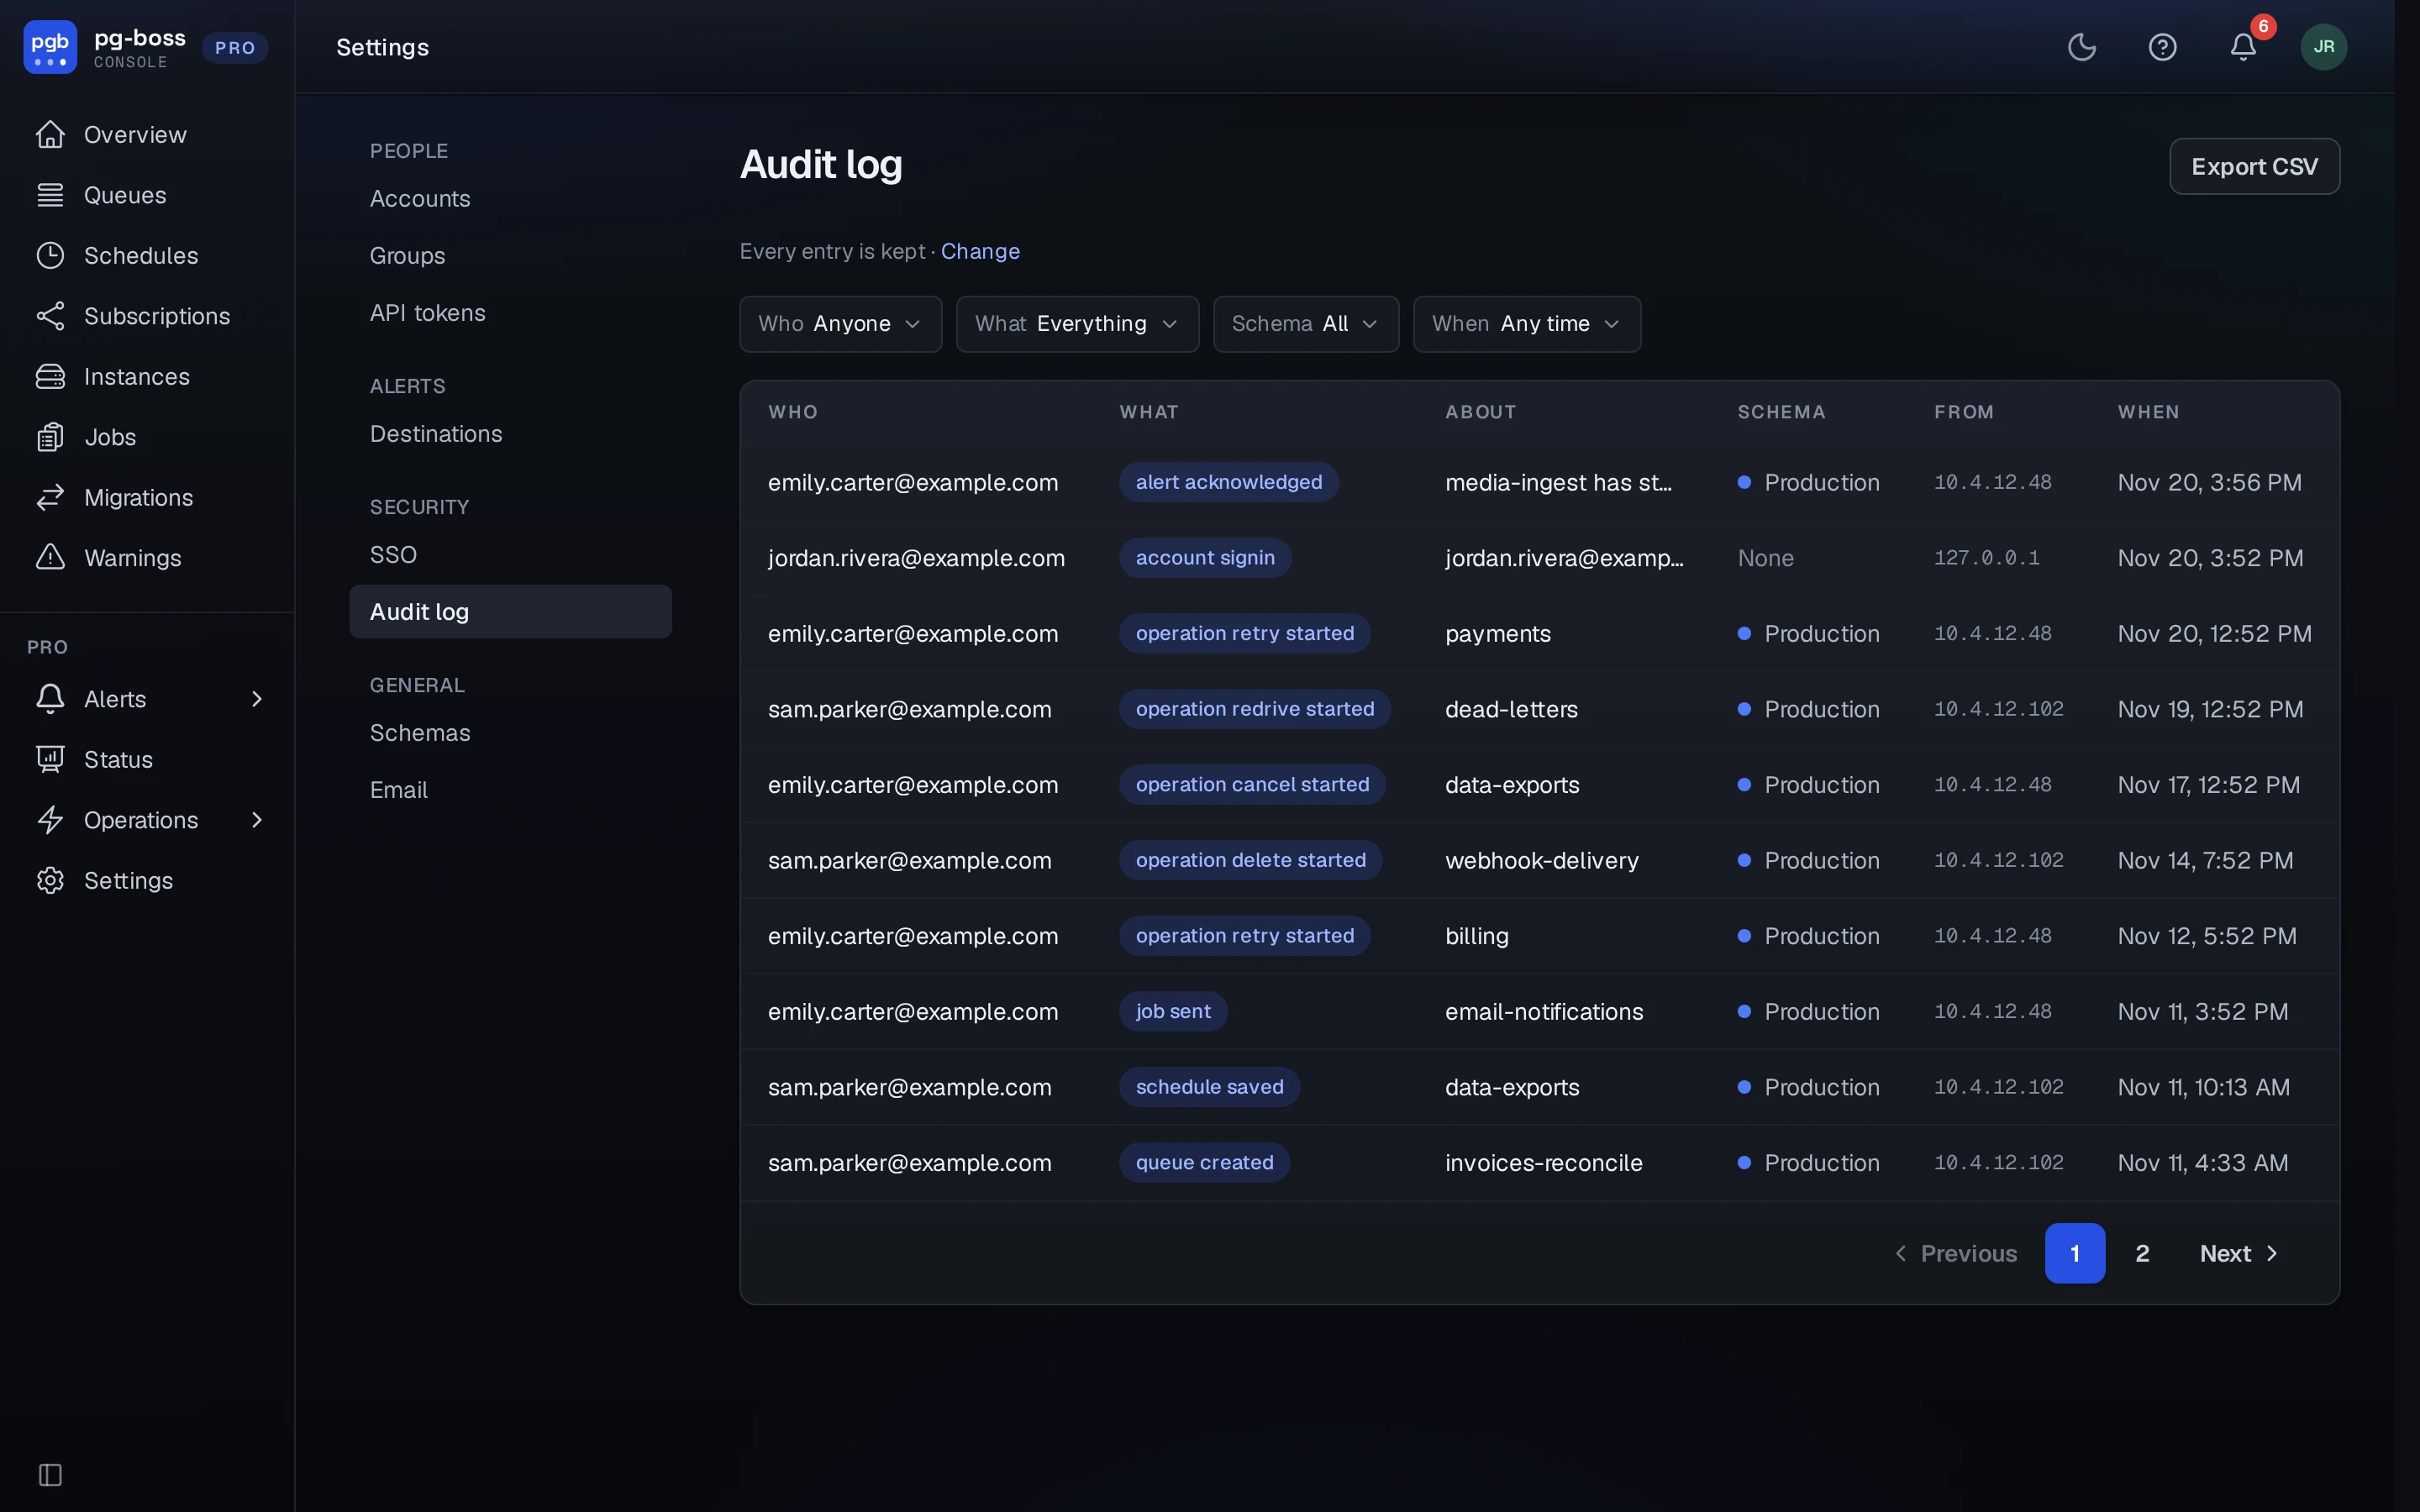 pgb
pg-boss
CONSOLE
PRO
Overview
Queues
Schedules
Subscriptions
Instances
Jobs
Migrations
Warnings
PRO
Alerts
Status
Operations
Settings
Settings
6
JR
PEOPLE
Accounts
Groups
API tokens
ALERTS
Destinations
SECURITY
SSO
Audit log
GENERAL
Schemas
Email
Audit log
Export CSV
Every entry is kept · Change
Who Anyone What Everything Schema All When Any time
WHO WHAT ABOUT SCHEMA FROM WHEN
emily.carter@example.com alert acknowledged media-ingest has st... Production 10.4.12.48 Nov 20, 3:56 PM
jordan.rivera@example.com account signin jordan.rivera@examp... None 127.0.0.1 Nov 20, 3:52 PM
emily.carter@example.com operation retry started payments Production 10.4.12.48 Nov 20, 12:52 PM
sam.parker@example.com operation redrive started dead-letters Production 10.4.12.102 Nov 19, 12:52 PM
emily.carter@example.com operation cancel started data-exports Production 10.4.12.48 Nov 17, 12:52 PM
sam.parker@example.com operation delete started webhook-delivery Production 10.4.12.102 Nov 14, 7:52 PM
emily.carter@example.com operation retry started billing Production 10.4.12.48 Nov 12, 5:52 PM
emily.carter@example.com job sent email-notifications Production 10.4.12.48 Nov 11, 3:52 PM
sam.parker@example.com schedule saved data-exports Production 10.4.12.102 Nov 11, 10:13 AM
sam.parker@example.com queue created invoices-reconcile Production 10.4.12.102 Nov 11, 4:33 AM
Previous 1 2 Next